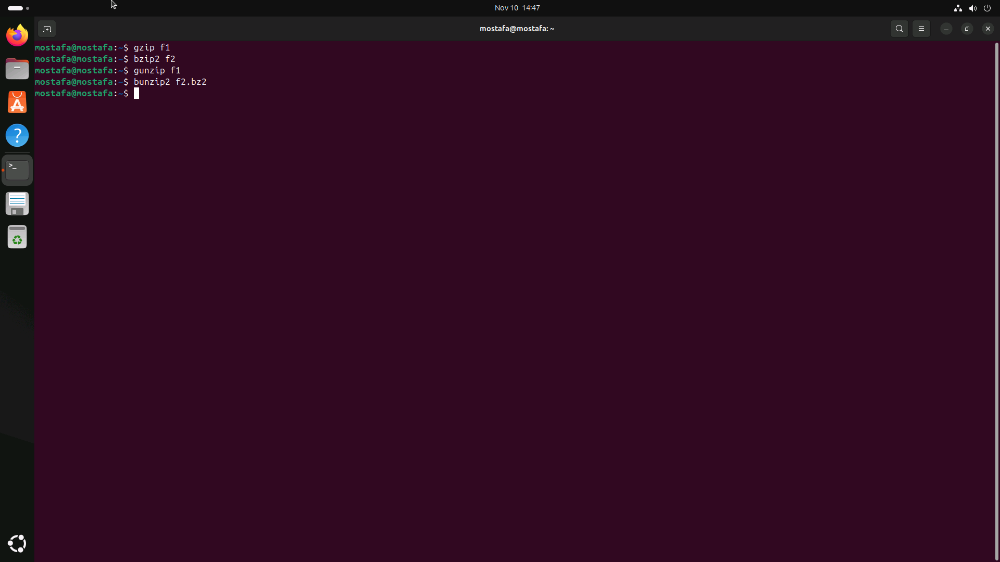 Nov 10 14:47
mostafa@mostafa: ~
mostafa@mostafa:~$ gzip f1
mostafa@mostafa:~$ bzip2 f2
mostafa@mostafa:~$ gunzip f1
mostafa@mostafa:~$ bunzip2 f2.bz2
mostafa@mostafa:~$